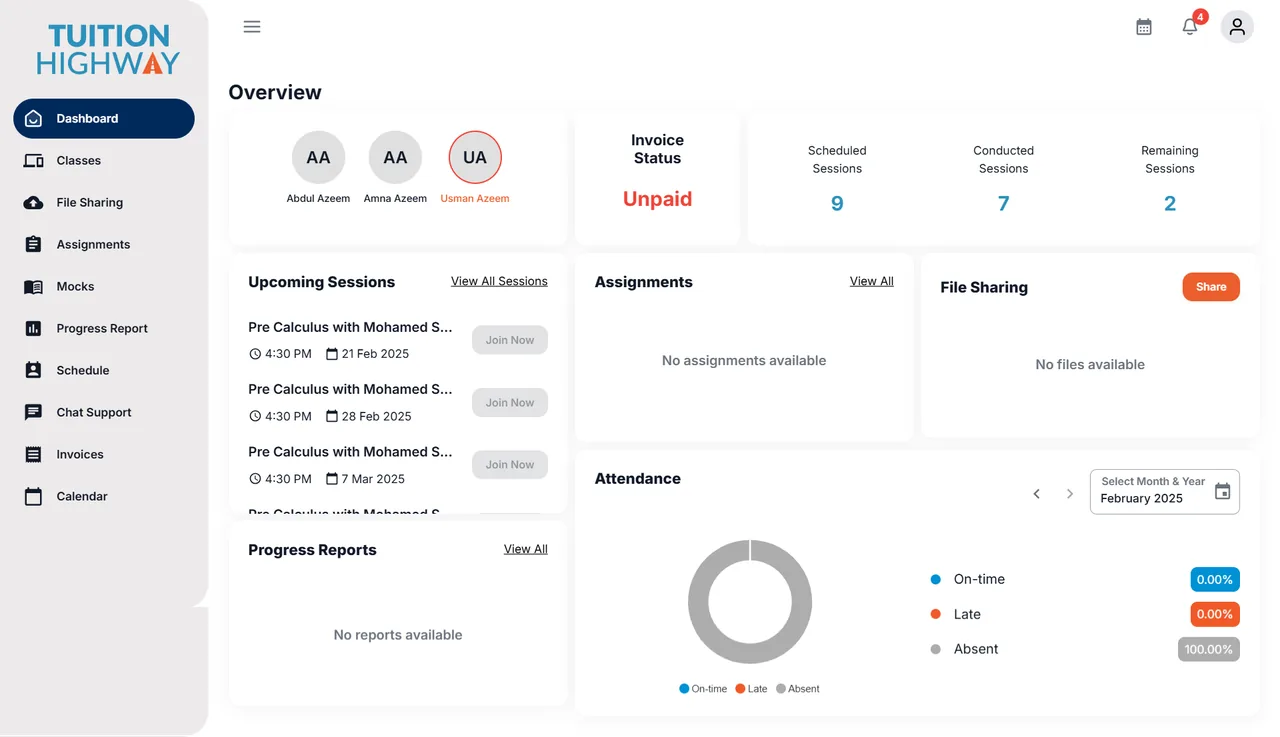 TUITION
HIGHWAY
Dashboard
Classes
File Sharing
Assignments
Mocks
Progress Report
Schedule
Chat Support
Invoices
Calendar
4
Overview
AA
AA
UA
Abdul Azeem
Amna Azeem
Usman Azeem
Invoice
Status
Unpaid
Scheduled
Sessions
9
Conducted
Sessions
7
Remaining
Sessions
2
Upcoming Sessions
View All Sessions
Pre Calculus with Mohamed S...
4:30 PM 21 Feb 2025
Join Now
Pre Calculus with Mohamed S...
4:30 PM 28 Feb 2025
Join Now
Pre Calculus with Mohamed S...
4:30 PM 7 Mar 2025
Join Now
Pre Calculus with Mohamed S
Assignments
View All
No assignments available
File Sharing
Share
No files available
Progress Reports
View All
No reports available
Attendance
Select Month & Year
February 2025
On-time
0.00%
Late
0.00%
Absent
100.00%
On-time Late Absent